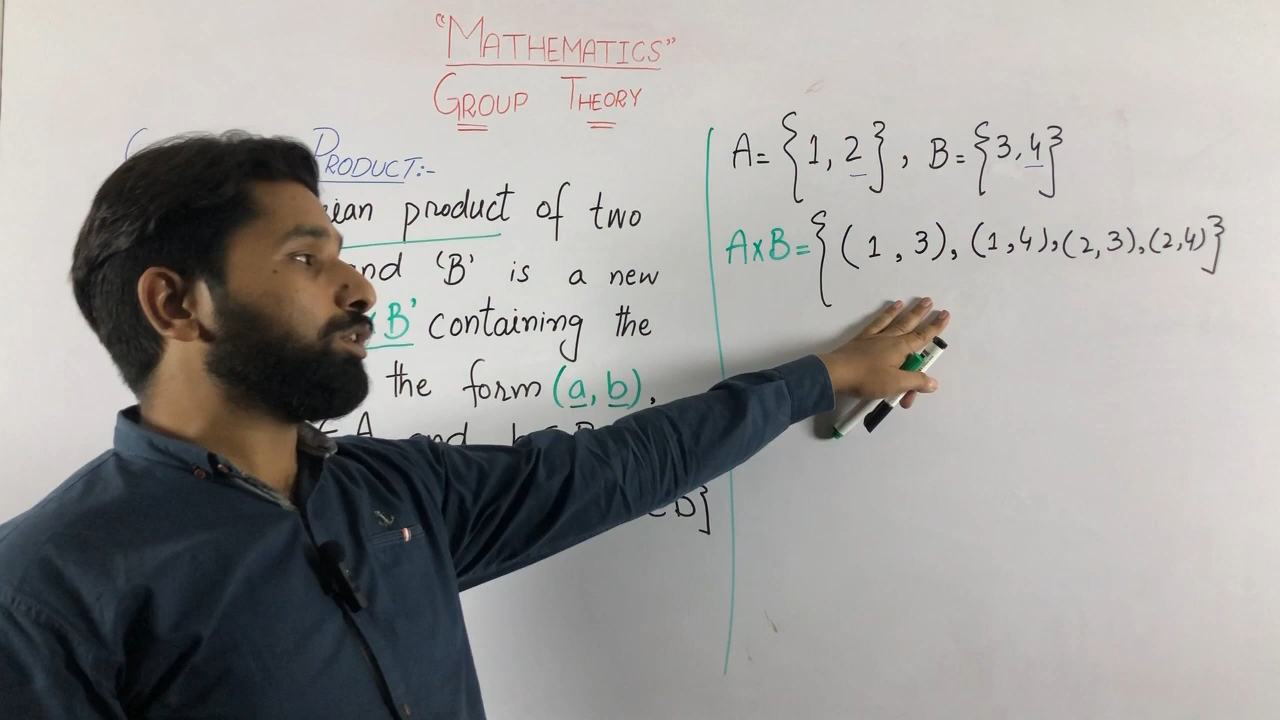 "MATHEMATICS"
GROUP THEORY
PRODUCT:-
product of two
'B' is a new
B' containing the
the form (a, b),
A and
A = {1, 2}, B = {3, 4}
A×B = {(1, 3), (1, 4), (2, 3), (2, 4)}